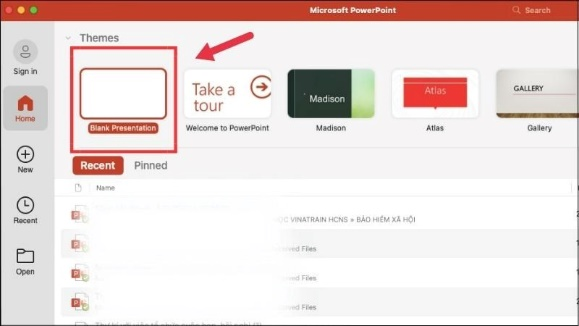 Microsoft PowerPoint
Search
Themes
Sign in
Home
New
Recent
Open
Blank Presentation
Take a
tour
Welcome to PowerPoint
Madison
Madison
Atlas
Atlas
GALLERY
Gallery
Recent Pinned
Name
VINATRAIN HCNS + BẢO HIỂM XÃ HỘI
Files
Files
Files